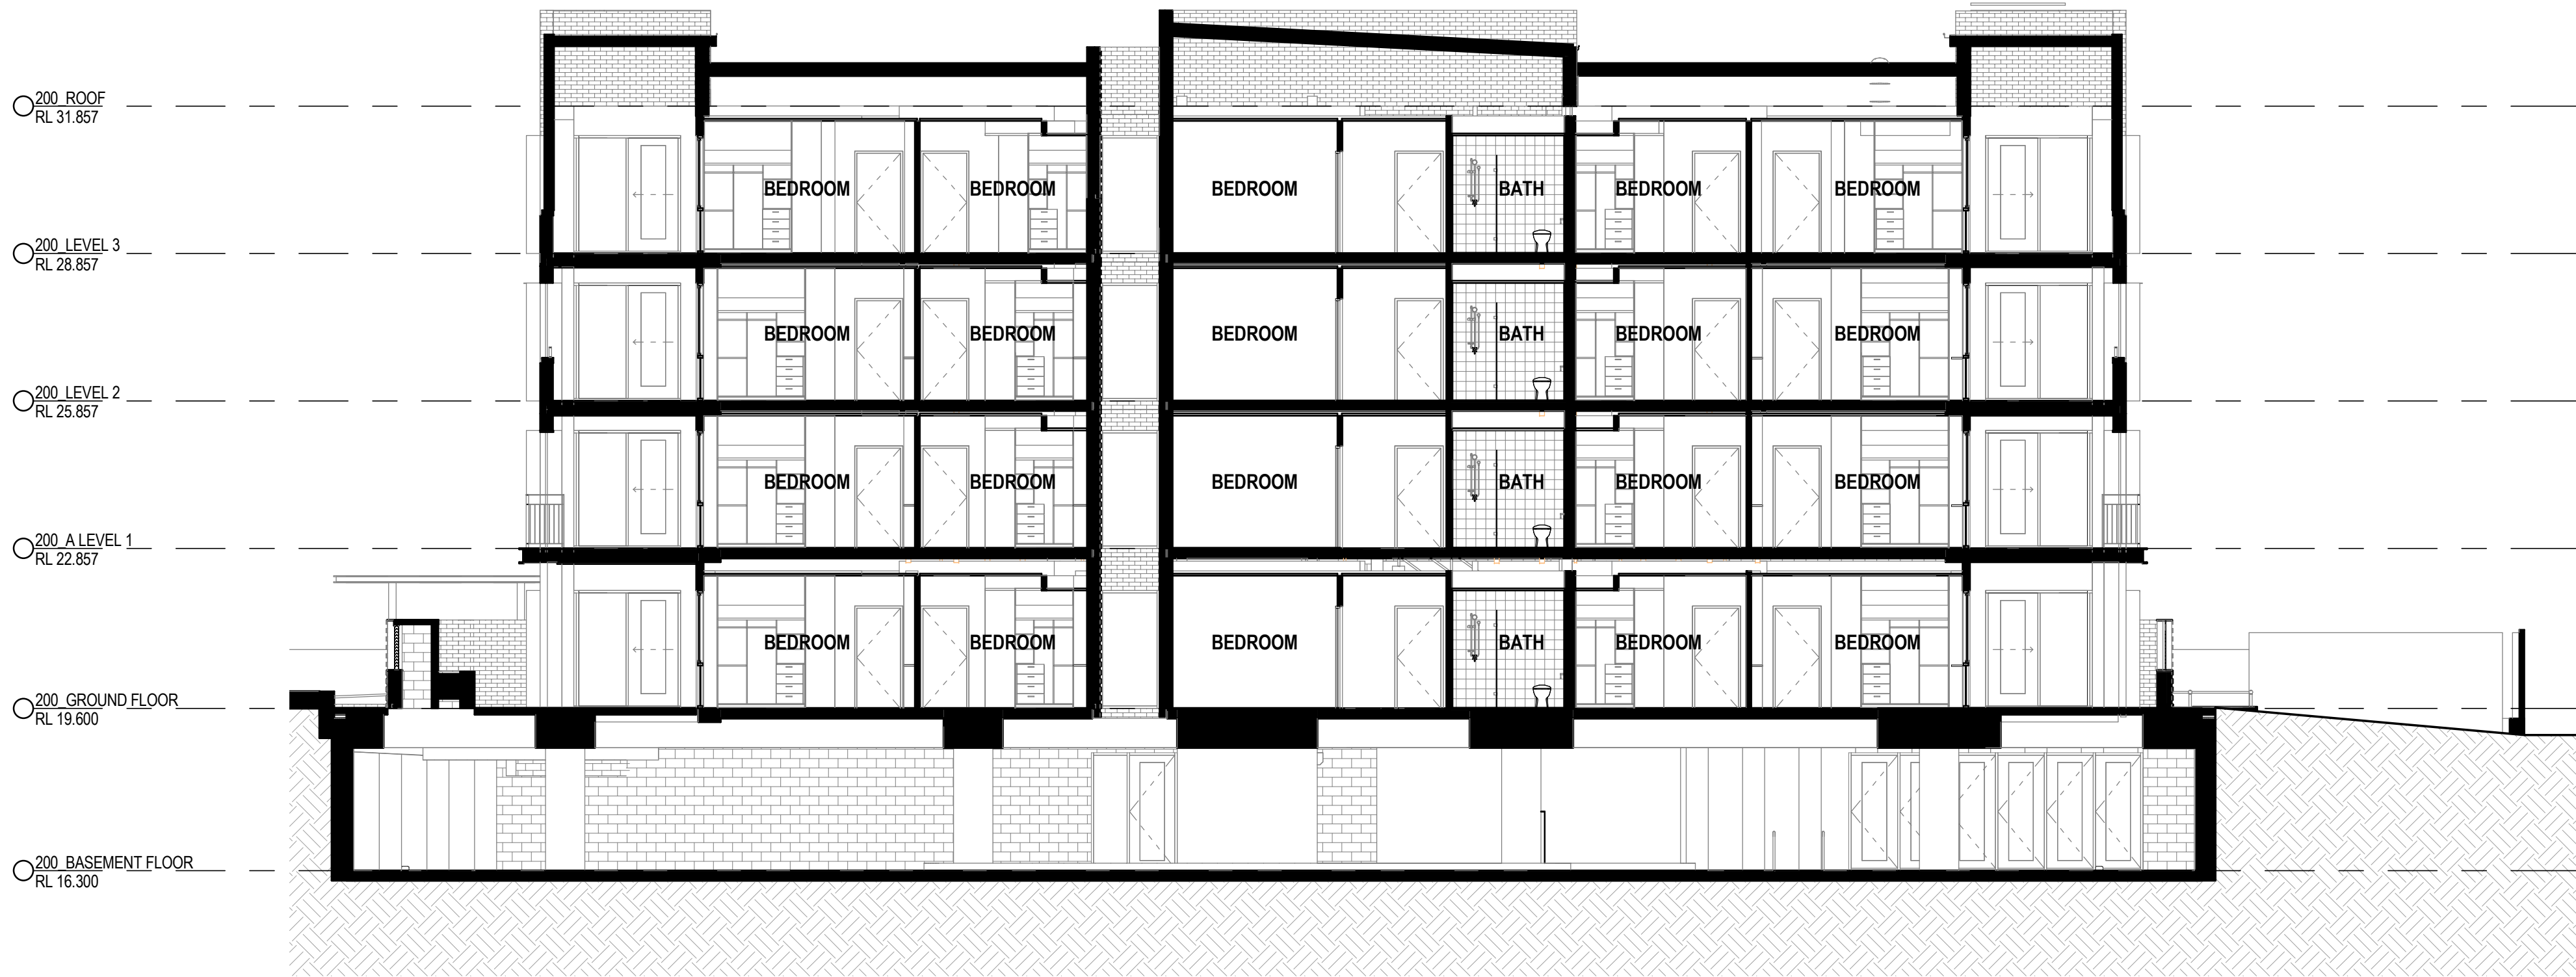 200_ROOF
RL 31.857
BEDROOM BEDROOM BEDROOM BATH BEDROOM BEDROOM
200_LEVEL 3
RL 28.857
BEDROOM BEDROOM BEDROOM BATH BEDROOM BEDROOM
200_LEVEL 2
RL 25.857
BEDROOM BEDROOM BEDROOM BATH BEDROOM BEDROOM
200_A LEVEL 1
RL 22.857
BEDROOM BEDROOM BEDROOM BATH BEDROOM BEDROOM
200_GROUND FLOOR
RL 19.600
200_BASEMENT FLOOR
RL 16.300